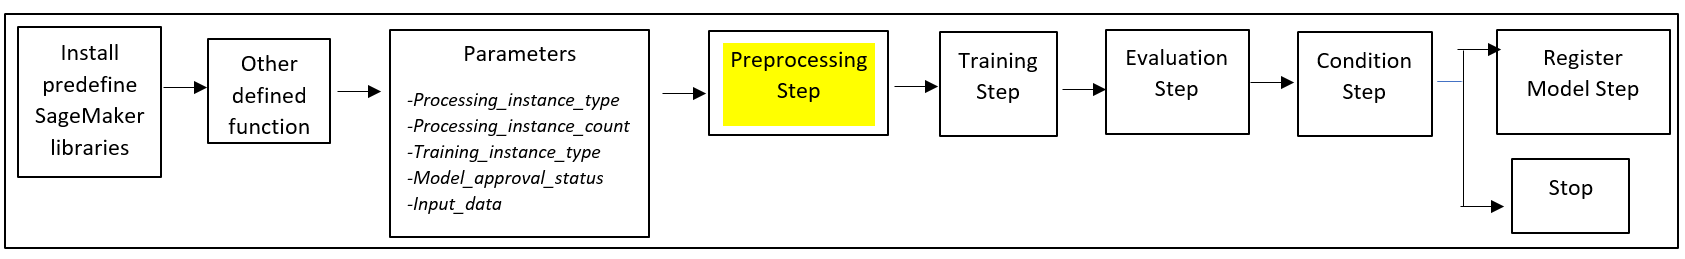 Install
predefine
SageMaker
libraries
Other
defined
function
Parameters
-Processing_instance_type
-Processing_instance_count
-Training_instance_type
-Model_approval_status
-Input_data
Preprocessing
Step
Training
Step
Evaluation
Step
Condition
Step
Register
Model Step
Stop